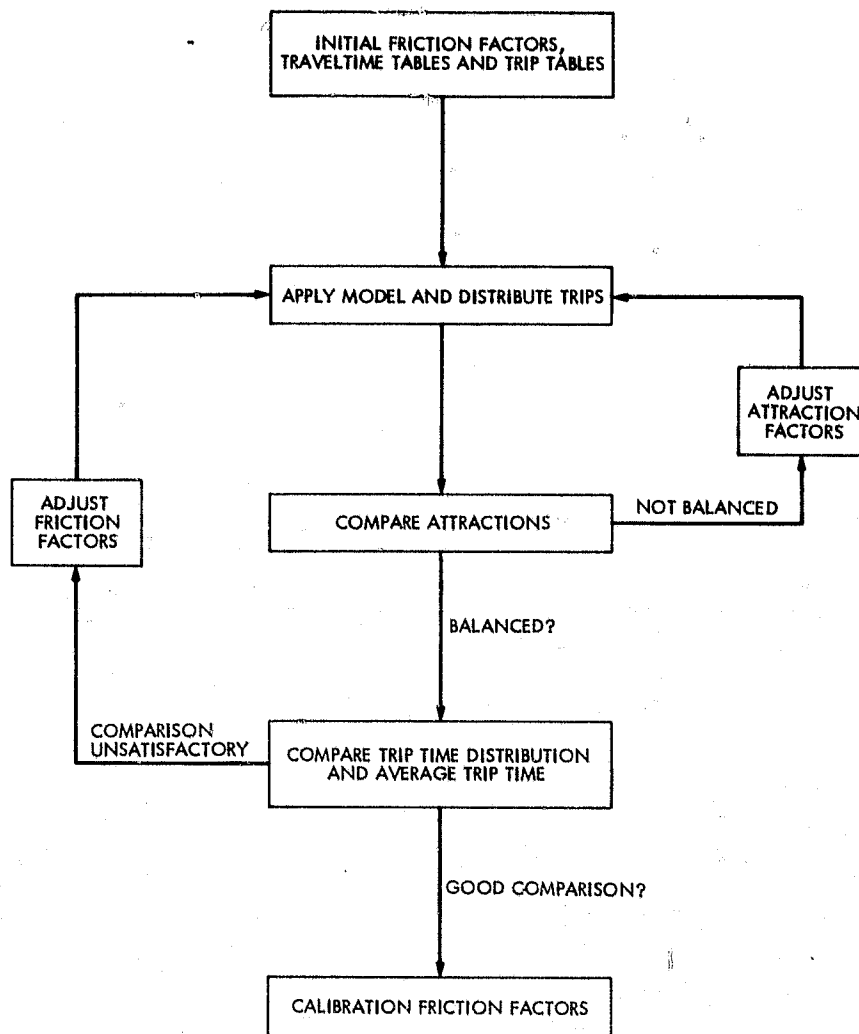 INITIAL FRICTION FACTORS,
TRAVELTIME TABLES AND TRIP TABLES
APPLY MODEL AND DISTRIBUTE TRIPS
ADJUST
ATTRACTION
FACTORS
ADJUST
FRICTION
FACTORS
COMPARE ATTRACTIONS
NOT BALANCED
BALANCED?
COMPARISON
UNSATISFACTORY
COMPARE TRIP TIME DISTRIBUTION
AND AVERAGE TRIP TIME
GOOD COMPARISON?
CALIBRATION FRICTION FACTORS